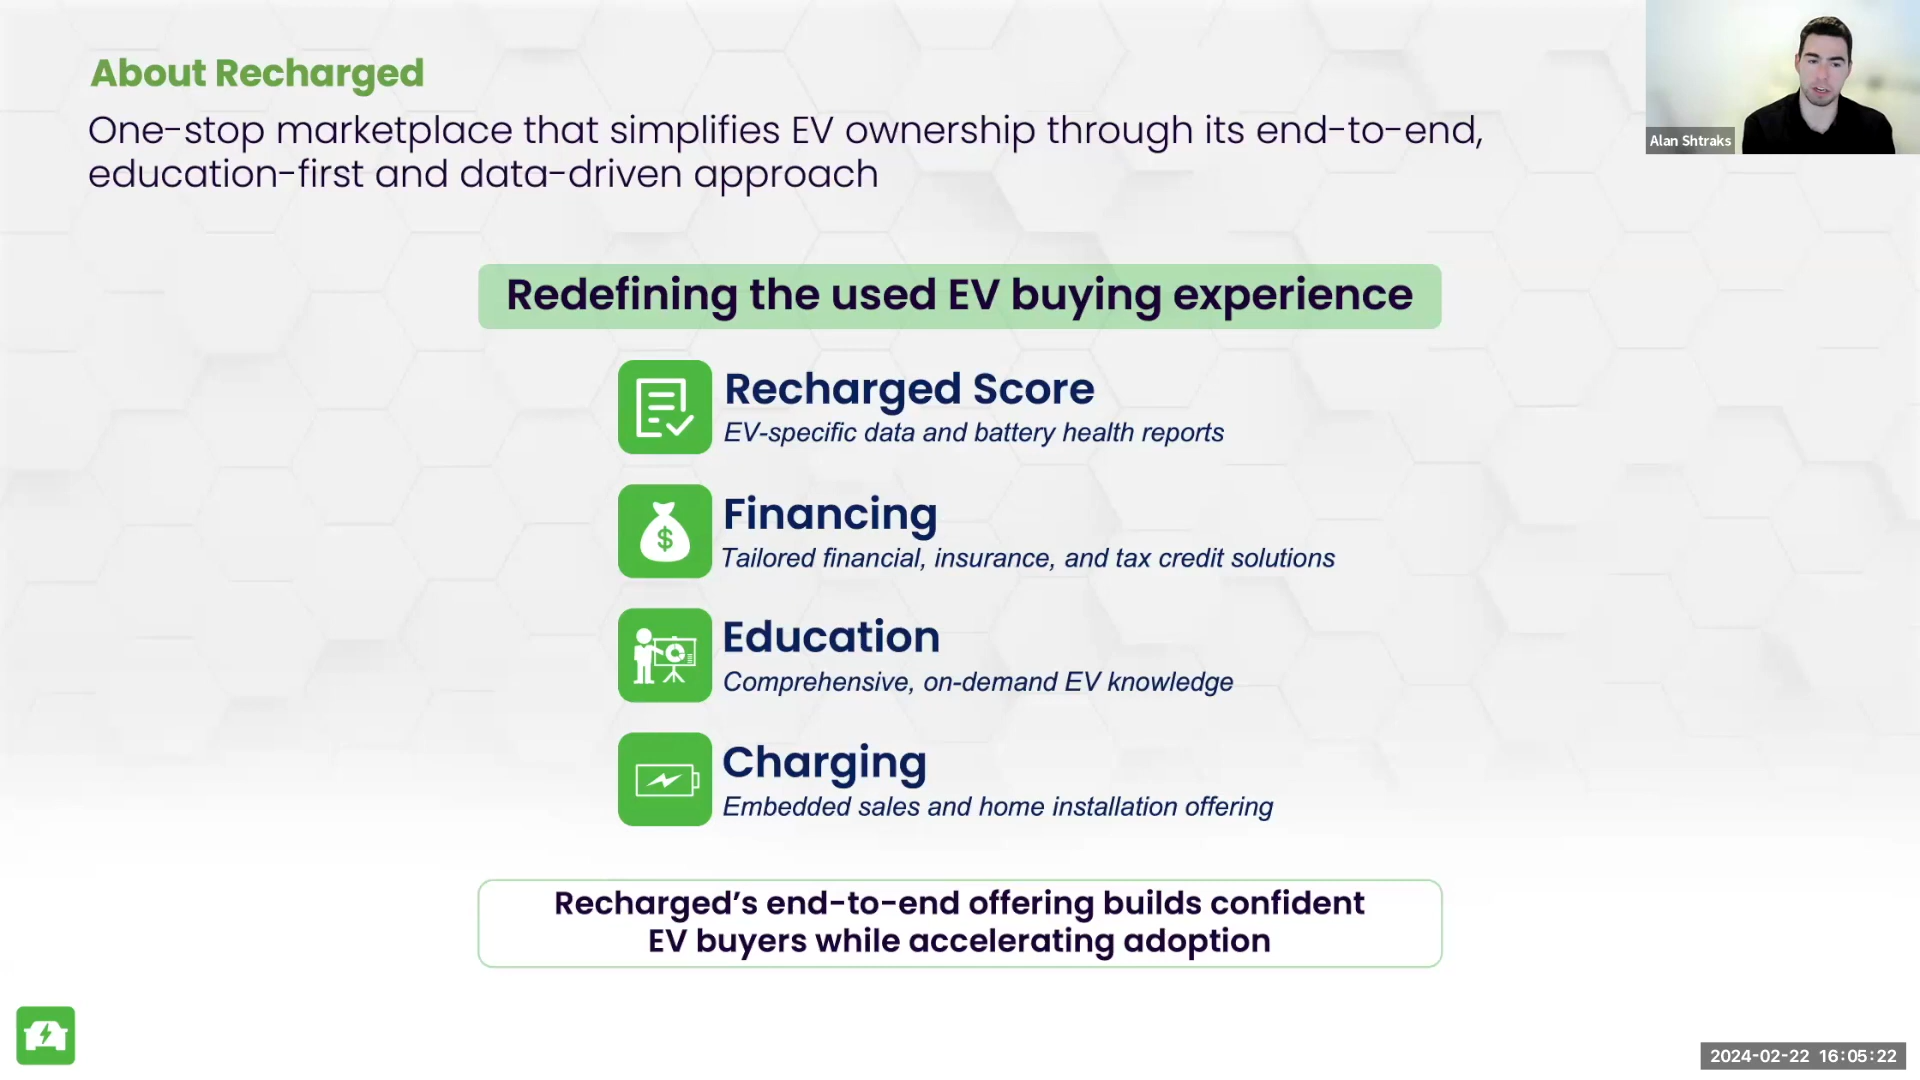 About Recharged
One-stop marketplace that simplifies EV ownership through its end-to-end,
education-first and data-driven approach
Alan Shtraks
Redefining the used EV buying experience
Recharged Score
EV-specific data and battery health reports
$
Financing
Tailored financial, insurance, and tax credit solutions
Education
Comprehensive, on-demand EV knowledge
Charging
Embedded sales and home installation offering
Recharged’s end-to-end offering builds confident
EV buyers while accelerating adoption
2024-02-22 16:05:22